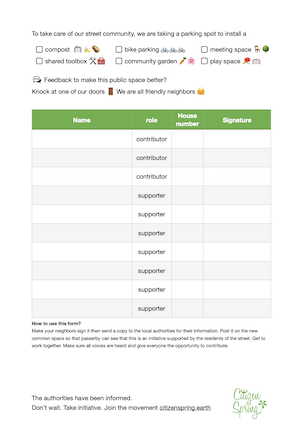 To take care of our street community, we are taking a parking spot to install a
compost bike parking meeting space
shared toolbox community garden play space
Feedback to make this public space better?
Knock at one of our doors We are all friendly neighbors
Name role House number Signature
contributor
contributor
contributor
supporter
supporter
supporter
supporter
supporter
supporter
supporter
How to use this form?
Make your neighbors sign it then send a copy to the local authorities for their information. Post it on the new
common space so that passerby can see that this is an initiative supported by the residents of the street. Get to
work together. Make sure all voices are heard and give everyone the opportunity to contribute.
The authorities have been informed.
Don't wait. Take initiative. Join the movement citizenspring.earth
Citizen
Spring